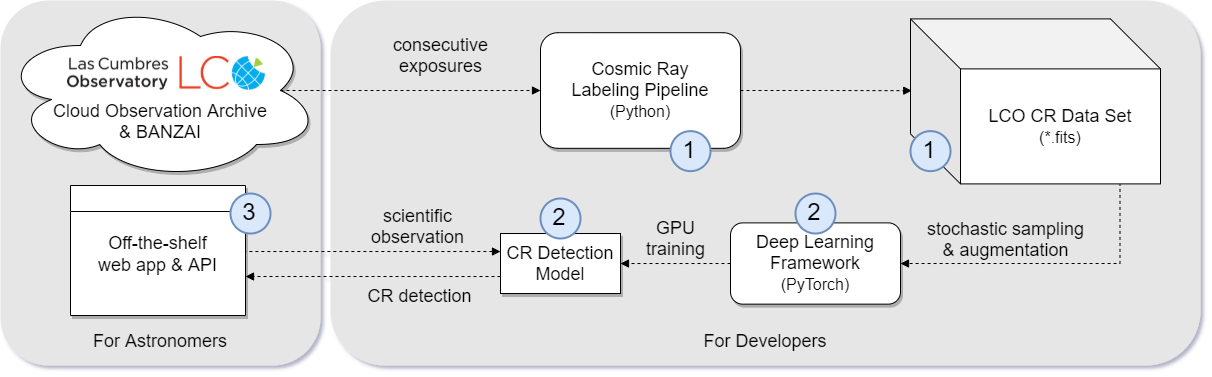 Las Cumbres
Observatory
LCO
Cloud Observation Archive
& BANZAI
consecutive
exposures
Cosmic Ray
Labeling Pipeline
(Python)
1
LCO CR Data Set
(*.fits)
1
3
Off-the-shelf
web app & API
scientific
observation
CR detection
2
CR Detection
Model
GPU
training
2
Deep Learning
Framework
(PyTorch)
stochastic sampling
& augmentation
For Astronomers
For Developers